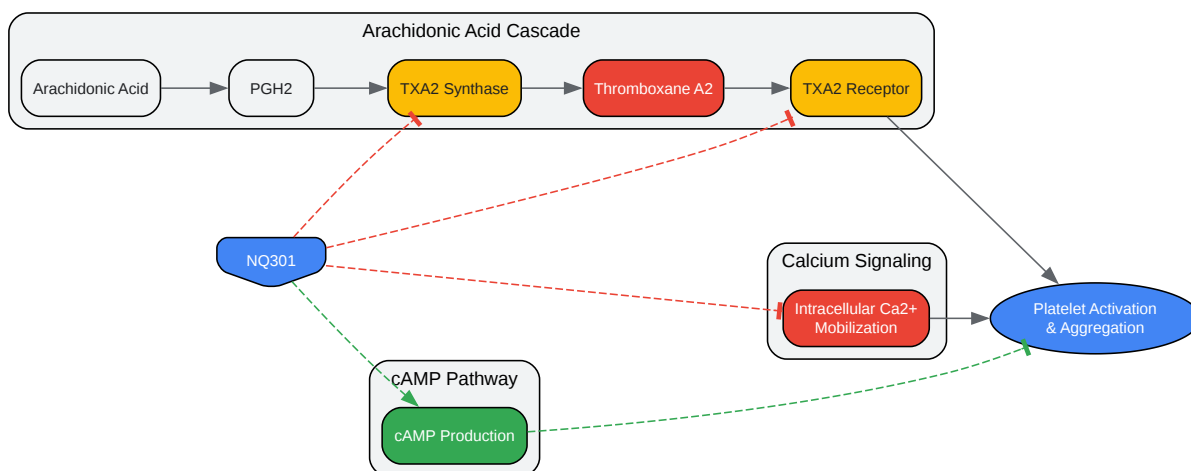 Arachidonic Acid Cascade
Arachidonic Acid
PGH2
TXA2 Synthase
Thromboxane A2
TXA2 Receptor
NQ301
Calcium Signaling
Intracellular Ca2+
Mobilization
Platelet Activation
& Aggregation
cAMP Pathway
cAMP Production